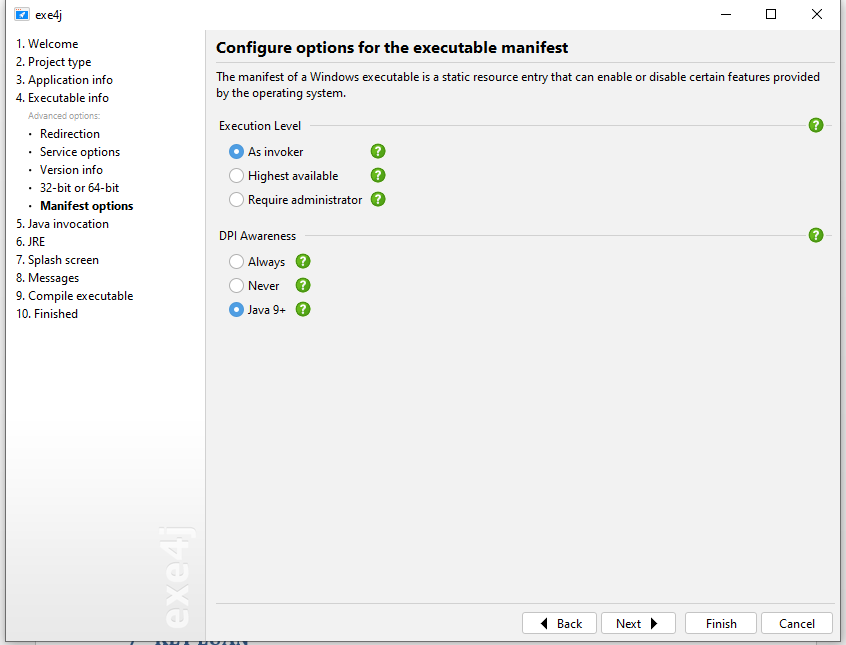 exe4j
1. Welcome
2. Project type
3. Application info
4. Executable info
Advanced options:
• Redirection
• Service options
• Version info
• 32-bit or 64-bit
• Manifest options
5. Java invocation
6. JRE
7. Splash screen
8. Messages
9. Compile executable
10. Finished
exe4j
Configure options for the executable manifest
The manifest of a Windows executable is a static resource entry that can enable or disable certain features provided
by the operating system.
Execution Level
As invoker
Highest available
Require administrator
DPI Awareness
Always
Never
Java 9+
Back
Next
Finish
Cancel